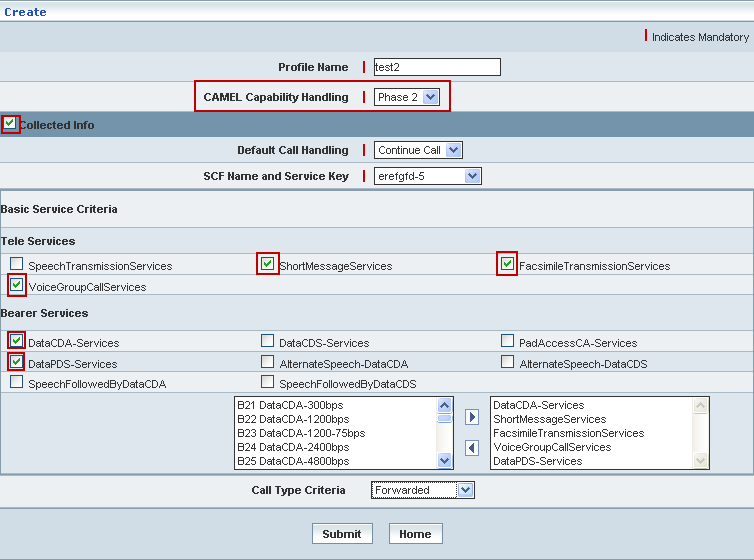 Create
Indicates Mandatory
Profile Name test2
CAMEL Capability Handling Phase 2
Collected Info
Default Call Handling Continue Call
SCF Name and Service Key erefgfd-5
Basic Service Criteria
Tele Services
SpeechTransmissionServices ShortMessageServices FacsimileTransmissionServices
VoiceGroupCallServices
Bearer Services
DataCDA-Services DataCDS-Services PadAccessCA-Services
DataPDS-Services AlternateSpeech-DataCDA AlternateSpeech-DataCDS
SpeechFollowedByDataCDA SpeechFollowedByDataCDS
B21 DataCDA-300bps DataCDA-Services
B22 DataCDA-1200bps ShortMessageServices
B23 DataCDA-1200-75bps FacsimileTransmissionServices
B24 DataCDA-2400bps VoiceGroupCallServices
B25 DataCDA-4800bps DataPDS-Services
Call Type Criteria Forwarded
Submit Home